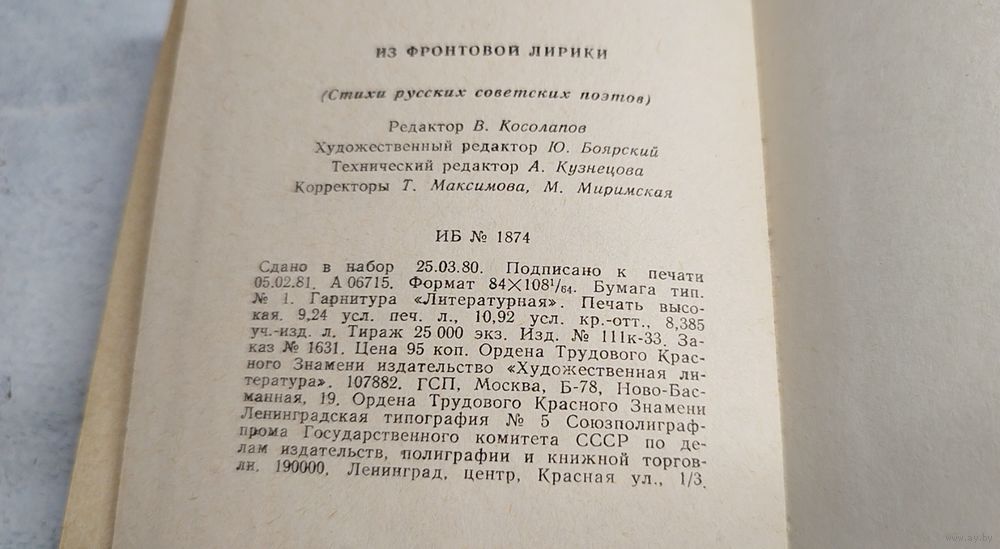 ИЗ ФРОНТОВОЙ ЛИРИКИ
(Стихи русских советских поэтов)
Редактор В. Косолапов
Художественный редактор Ю. Боярский
Технический редактор А. Кузнецова
Корректоры Т. Максимова, М. Миримская
ИБ № 1874
Сдано в набор 25.03.80. Подписано к печати
05.02.81. А 06715. Формат 84×108¹/₆₄. Бумага тип.
№ 1. Гарнитура «Литературная». Печать высо-
кая. 9,24 усл. печ. л., 10,92 усл. кр.-отт., 8,385
уч.-изд. л. Тираж 25 000 экз. Изд. № 111к-33. За-
каз № 1631. Цена 95 коп. Ордена Трудового Крас-
ного Знамени издательство «Художественная ли-
тература». 107882. ГСП, Москва, Б-78, Ново-Бас-
манная, 19. Ордена Трудового Красного Знамени
Ленинградская типография № 5 Союзполиграф-
прома Государственного комитета СССР по де-
лам издательств, полиграфии и книжной торгов-
ли. 190000, Ленинград, центр, Красная ул., 1/3.
www.ay.by